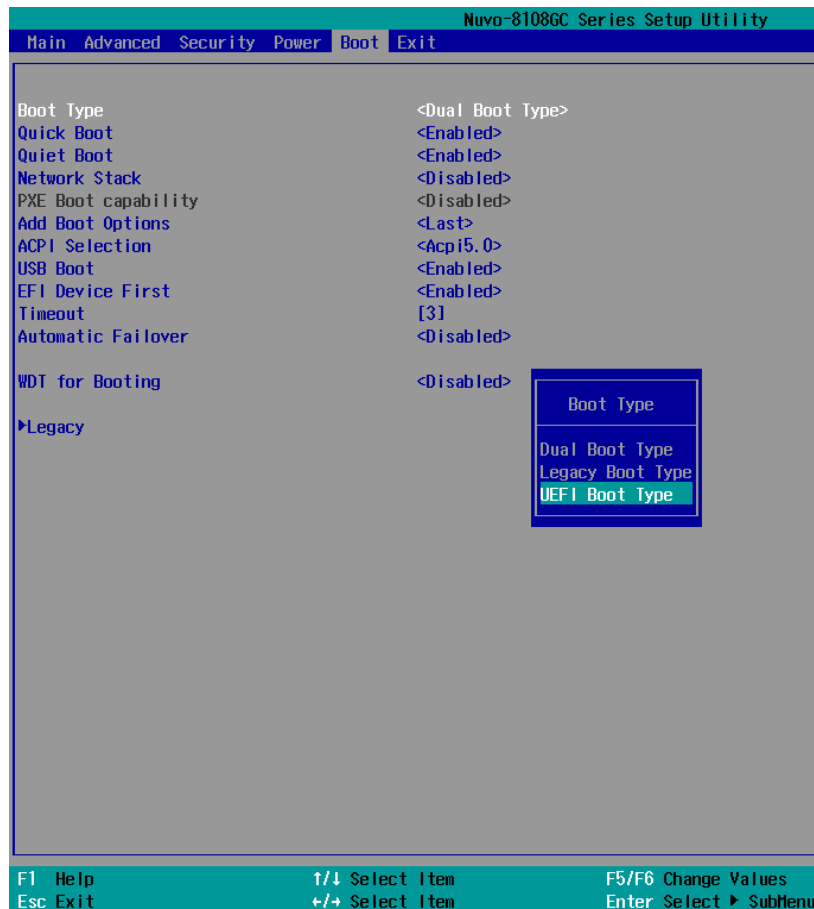 Nuvo-8108GC Series Setup Utility
Main Advanced Security Power Boot Exit
Boot Type <Dual Boot Type>
Quick Boot <Enabled>
Quiet Boot <Enabled>
Network Stack <Disabled>
PXE Boot capability <Disabled>
Add Boot Options <Last>
ACPI Selection <Acpi5.0>
USB Boot <Enabled>
EFI Device First <Enabled>
Timeout [3]
Automatic Failover <Disabled>
WDT for Booting <Disabled>
▶Legacy
Boot Type
Dual Boot Type
Legacy Boot Type
UEFI Boot Type
F1 Help ↑/↓ Select Item F5/F6 Change Values
Esc Exit ←/→ Select Item Enter Select ▶ SubMenu